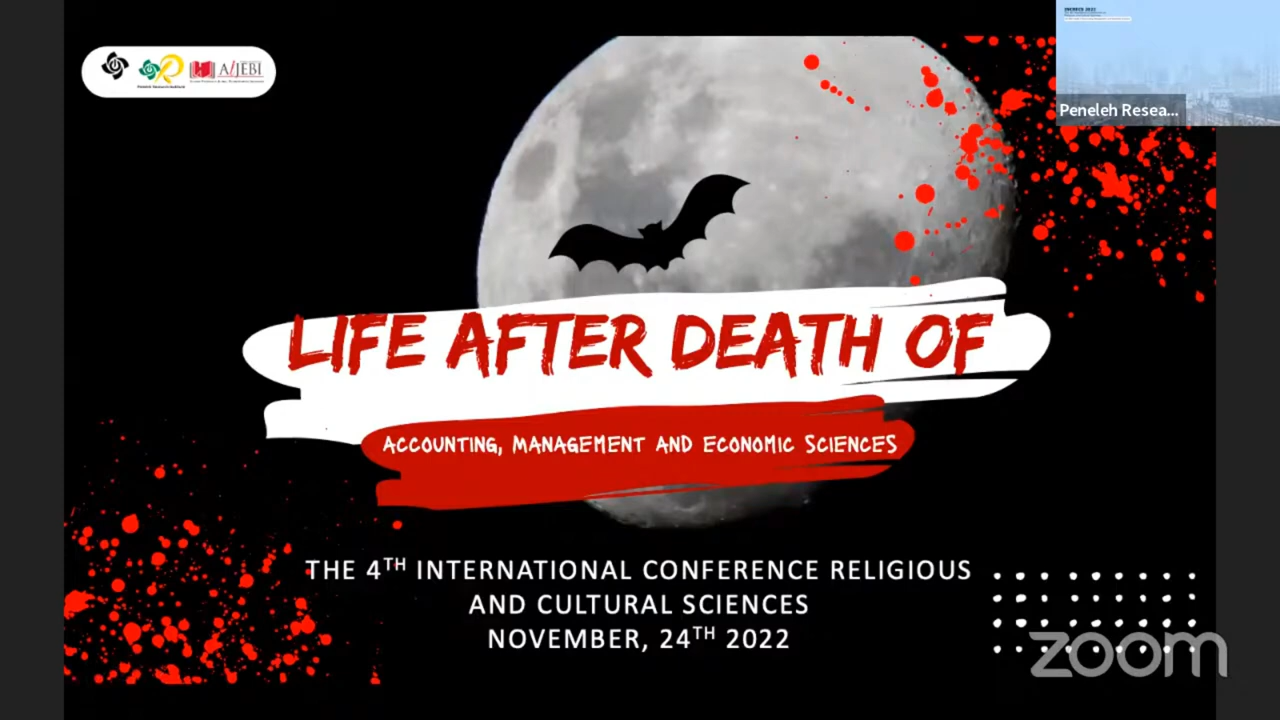 AIJEBI
Peneleh Resea...
LIFE AFTER DEATH OF
ACCOUNTING, MANAGEMENT AND ECONOMIC SCIENCES
THE 4TH INTERNATIONAL CONFERENCE RELIGIOUS
AND CULTURAL SCIENCES
NOVEMBER, 24TH 2022
zoom